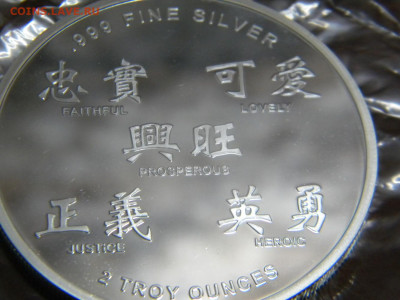 COINSS.LAVE.RU
.999 FINE SILVER
忠實 可愛
FAITHFUL LOVELY
興旺
PROSPEROUS
正義 英勇
JUSTICE HEROIC
2 TROY OUNCES